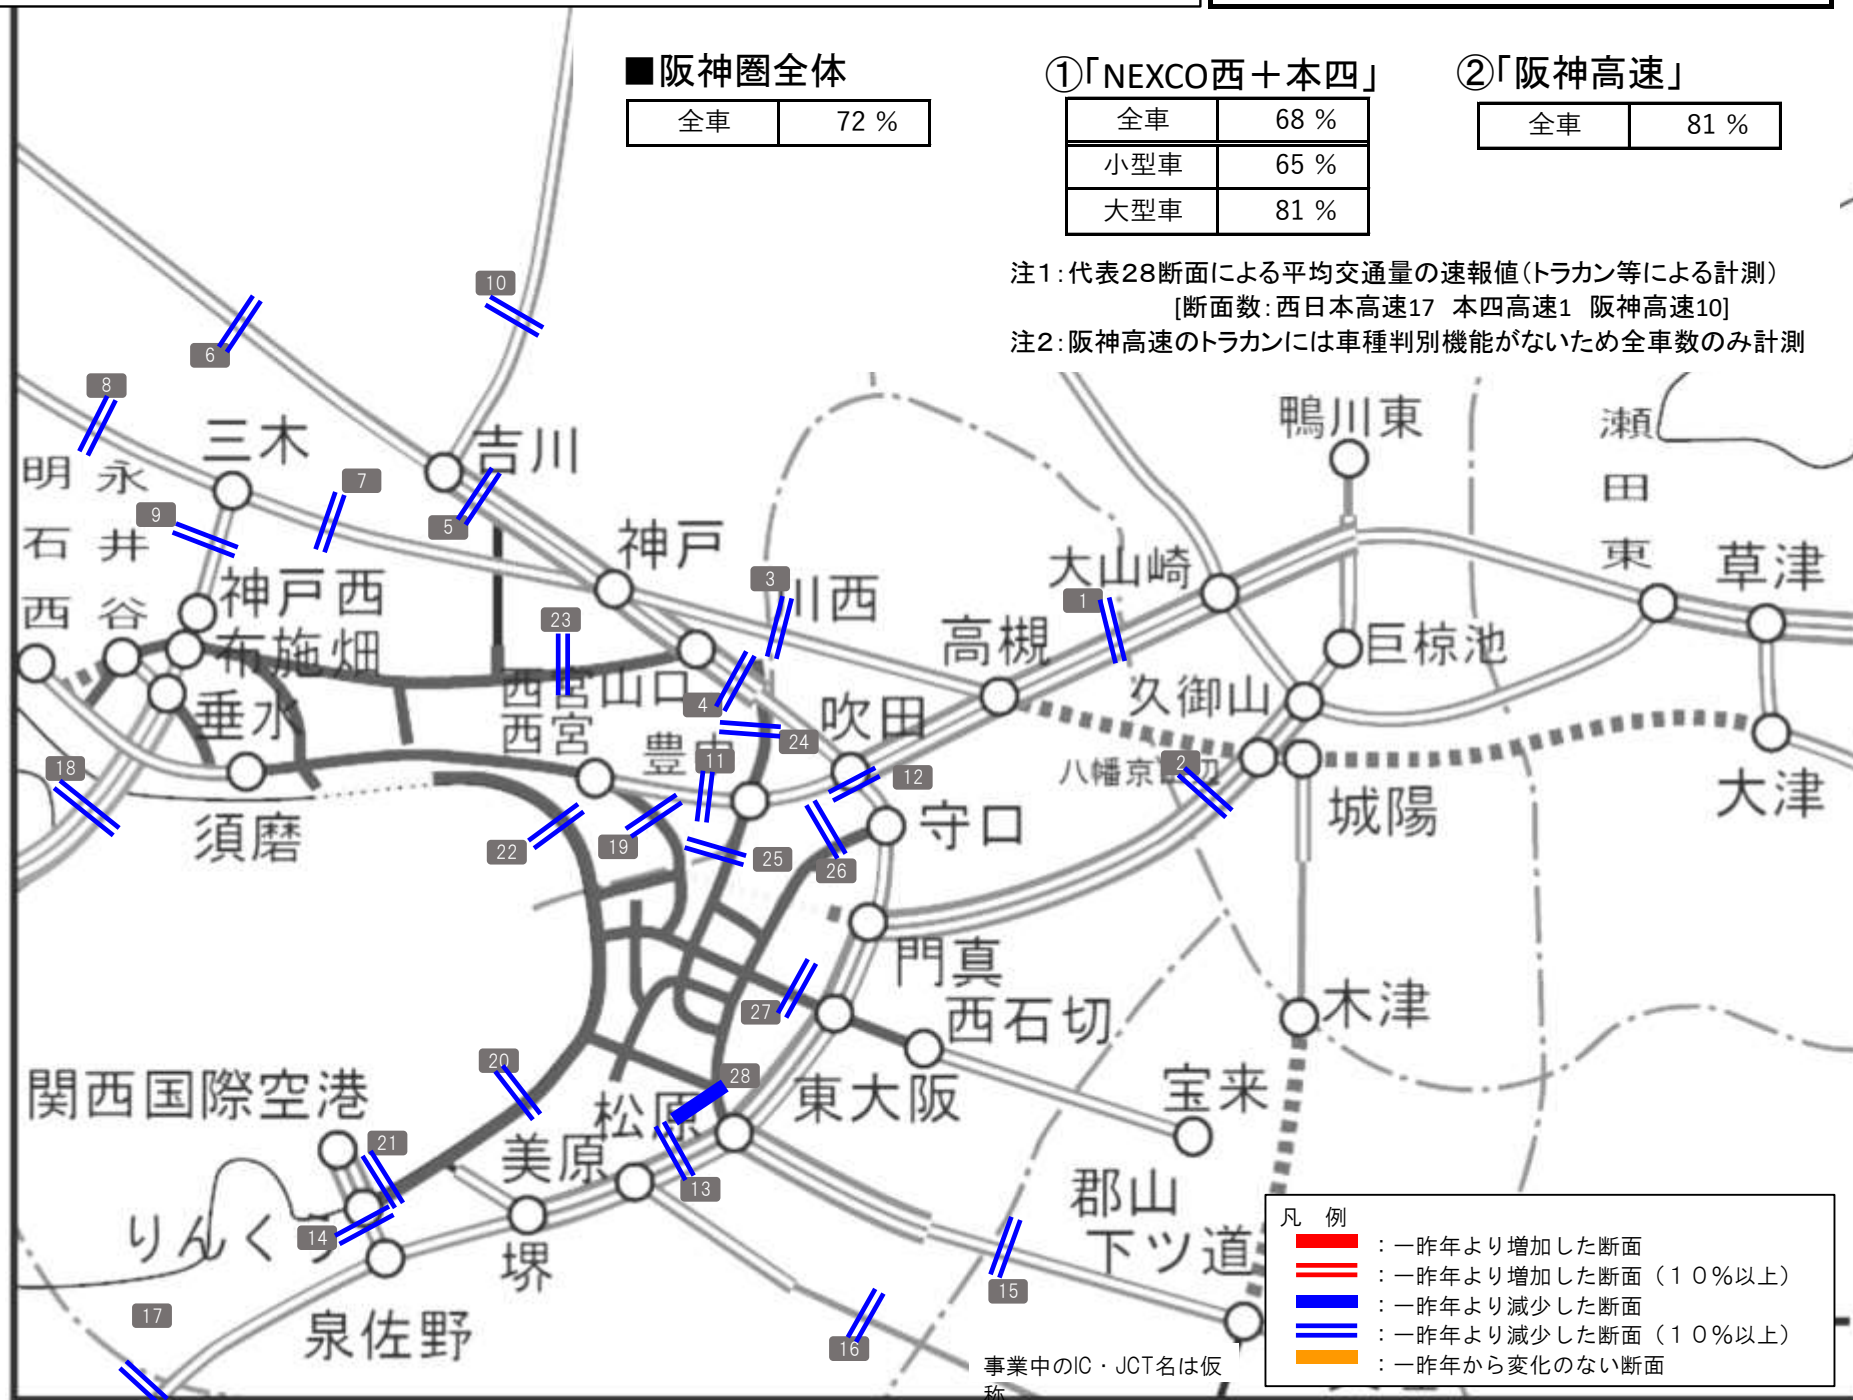 ■阪神圏全体
全車 72 %
①「NEXCO西＋本四」
全車 68 %
小型車 65 %
大型車 81 %
②「阪神高速」
全車 81 %
注１：代表２８断面による平均交通量の速報値（トラカン等による計測）
[断面数：西日本高速17 本四高速1 阪神高速10]
注２：阪神高速のトラカンには車種判別機能がないため全車数のみ計測
10
6
8
三木
吉川
鴨川東
瀬田東
明石西
永井谷
7
9
5
神戸
3
川西
大山崎
1
草津
神戸西
布施畑
23
高槻
巨椋池
西宮山口
4
久御山
垂水
西宮
24
吹田
豊中
11
12
八幡京田辺
2
18
須磨
守口
城陽
大津
22
19
25
26
門真
27
西石切
木津
20
関西国際空港
28
松原
東大阪
宝来
21
美原
13
郡山
りんくう
14
堺
下ツ道
15
17
泉佐野
16
事業中のIC・JCT名は仮
称
凡 例
：一昨年より増加した断面
：一昨年より増加した断面（１０％以上）
：一昨年より減少した断面
：一昨年より減少した断面（１０％以上）
：一昨年から変化のない断面